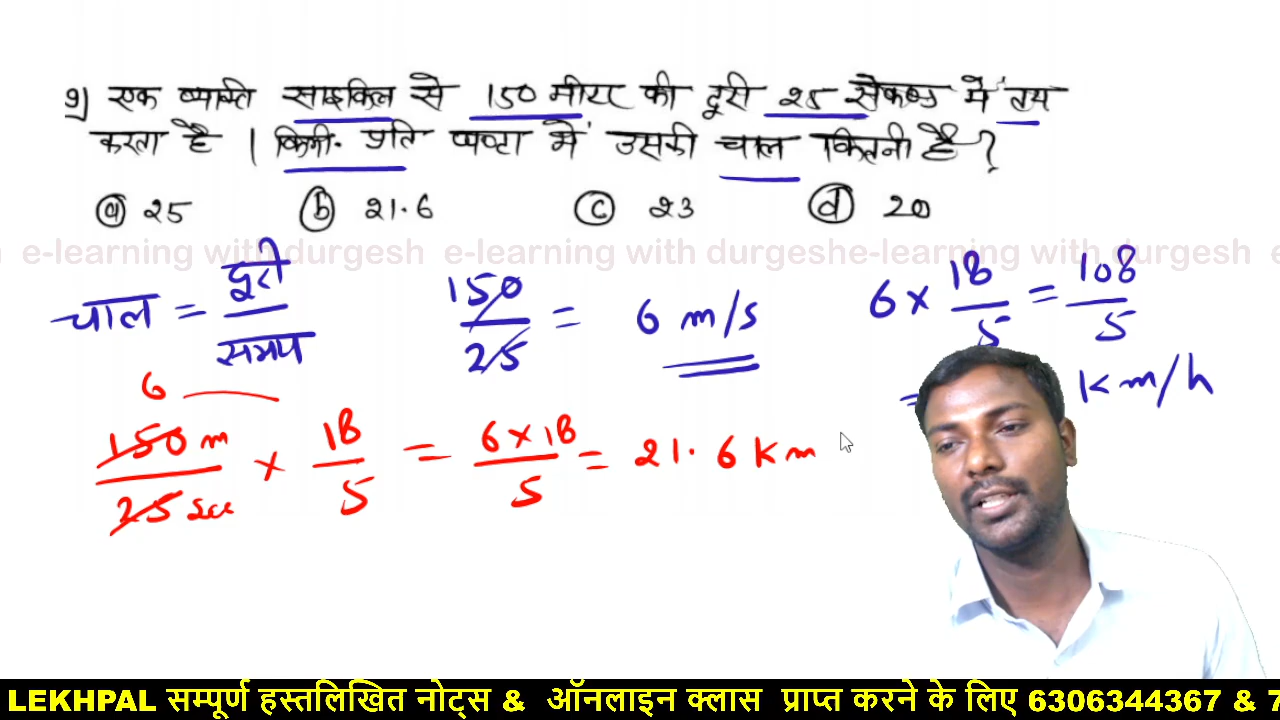 9) एक व्यक्ति साइकिल से 150 मीटर की दूरी 25 सेकण्ड में तय
करता है । किमी. प्रति घण्टा में उसकी चाल कितनी है ?
(a) 25 (b) 21.6 (c) 23 (d) 20
e-learning with durgesh e-learning with durgeshe-learning with durgesh e
चाल = दूरी / समय 150 / 25 = 6 m/s 6 × 18 / 5 = 108 / 5
= Km/h
6
150 m / 25 sec × 18 / 5 = 6 × 18 / 5 = 21.6 Km
LEKHPAL सम्पूर्ण हस्तलिखित नोट्स & ऑनलाइन क्लास प्राप्त करने के लिए 6306344367 & 7